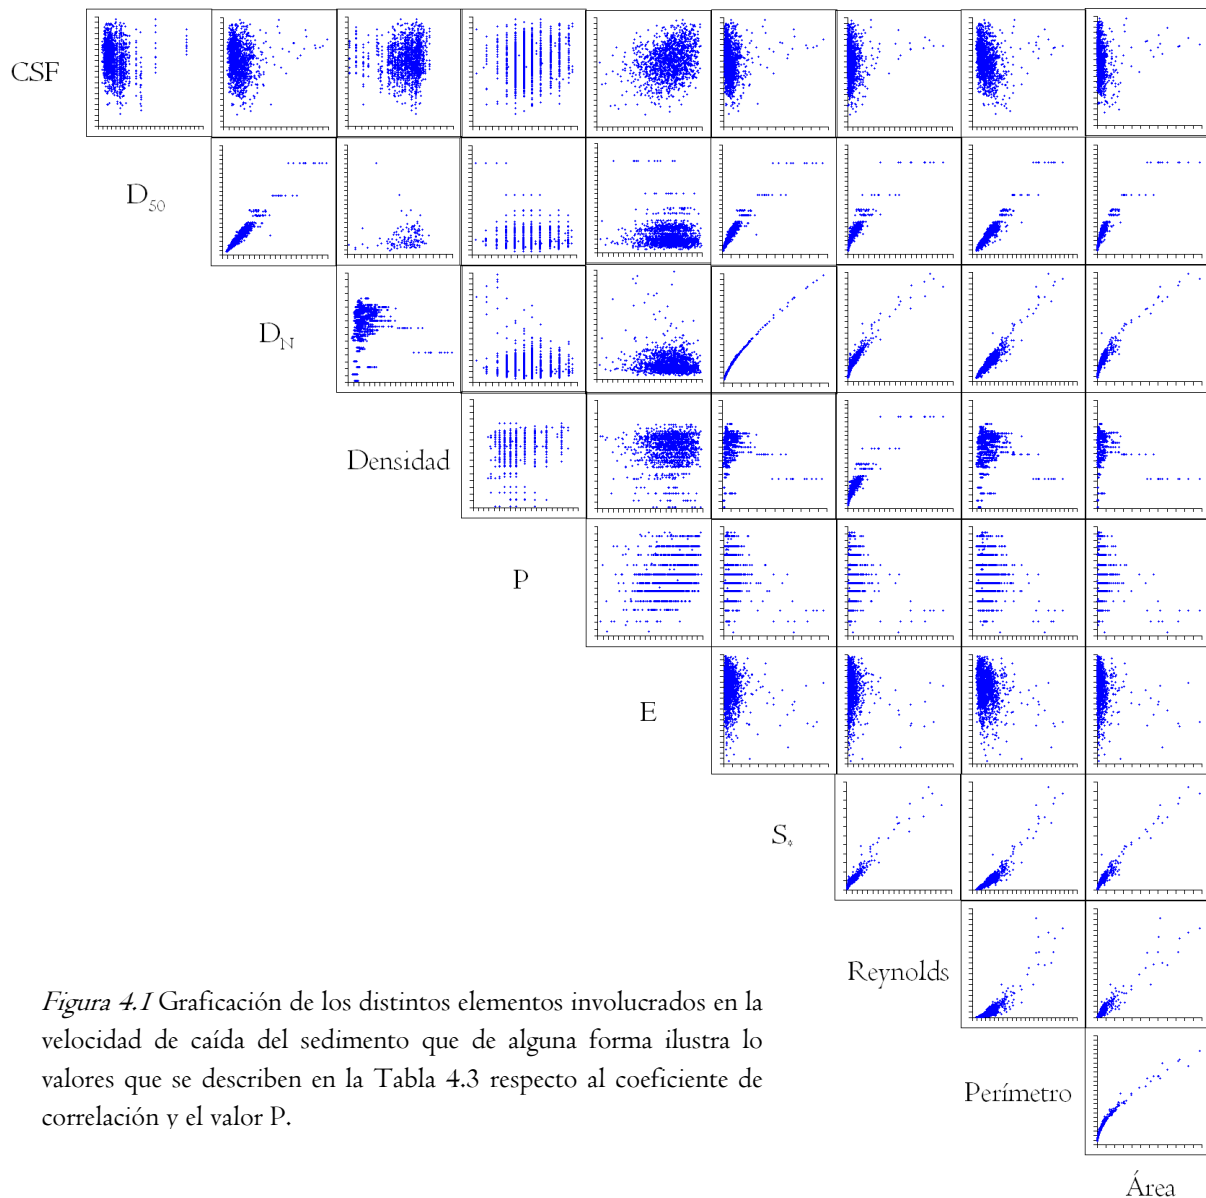 CSF
D50
DN
Densidad
P
E
S*
Reynolds
Perímetro
Área
Figura 4.1 Graficación de los distintos elementos involucrados en la
velocidad de caída del sedimento que de alguna forma ilustra lo
valores que se describen en la Tabla 4.3 respecto al coeficiente de
correlación y el valor P.